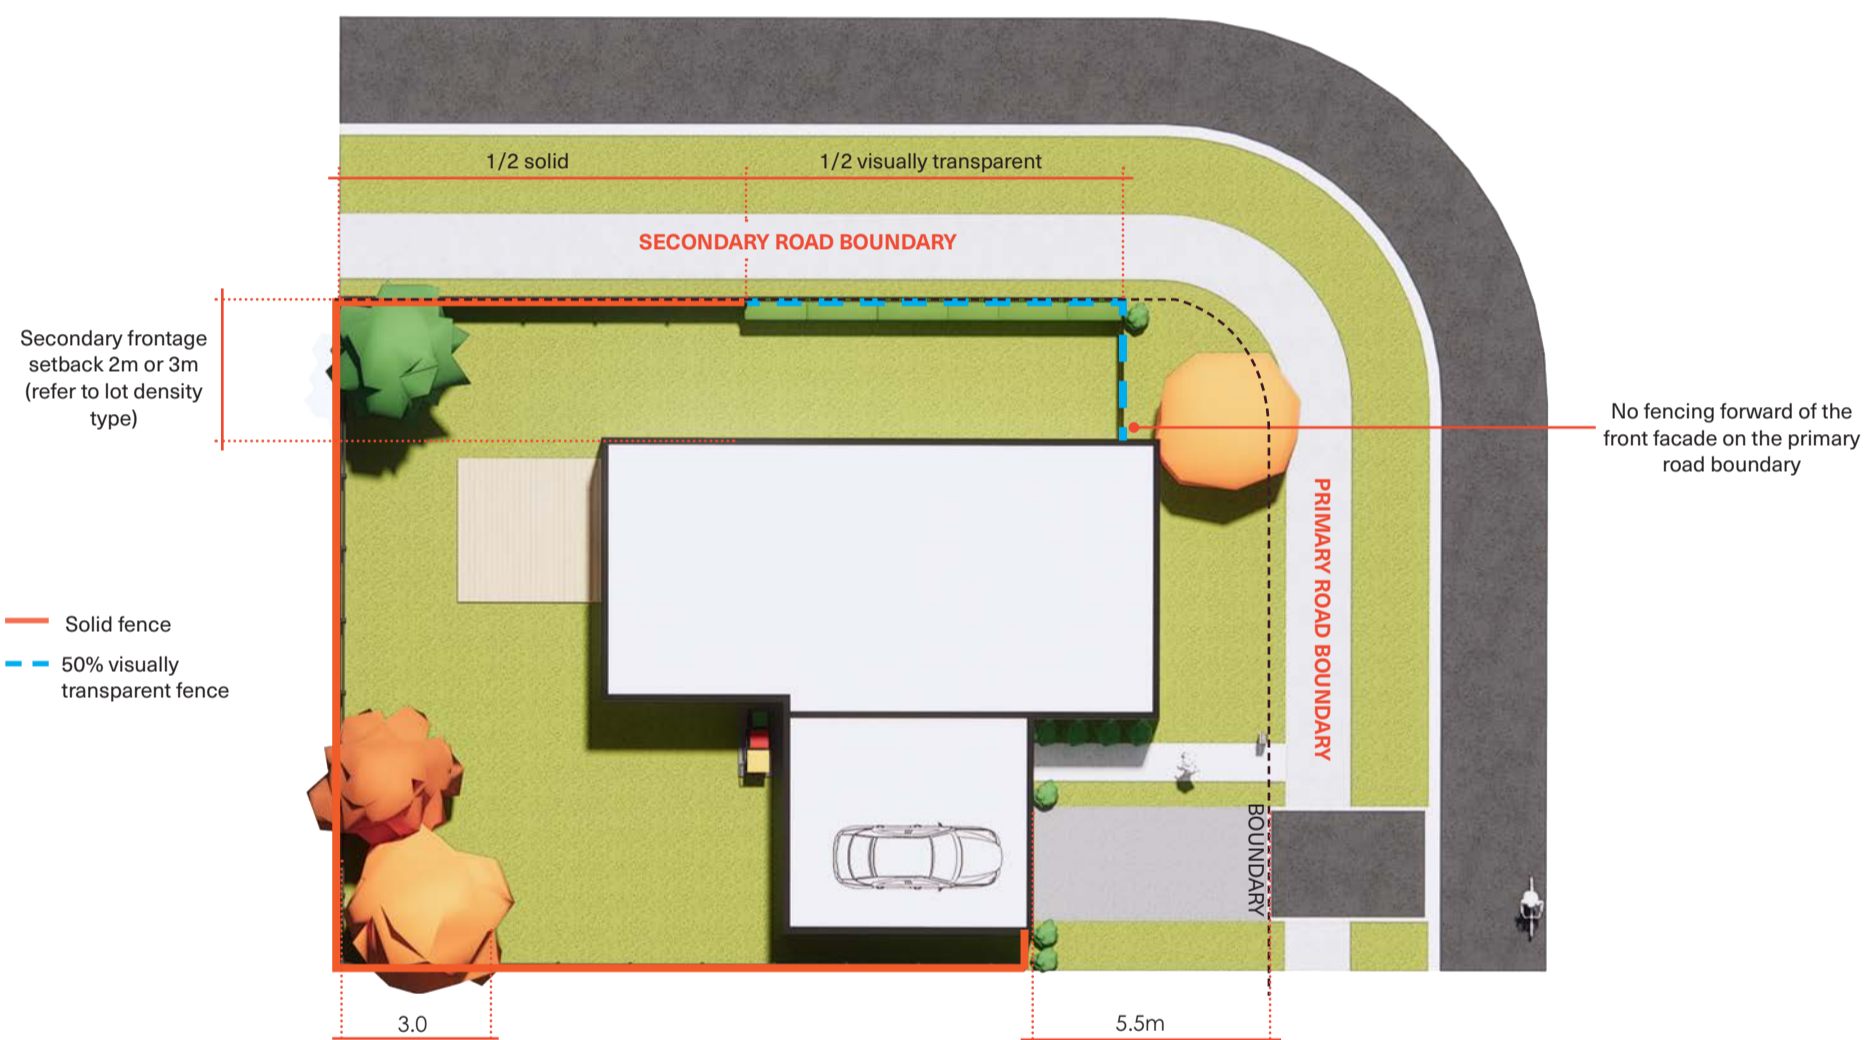 1/2 solid
1/2 visually transparent
SECONDARY ROAD BOUNDARY
Secondary frontage
setback 2m or 3m
(refer to lot density
type)
No fencing forward of the
front facade on the primary
road boundary
PRIMARY ROAD BOUNDARY
Solid fence
50% visually
transparent fence
BOUNDARY
3.0
5.5m